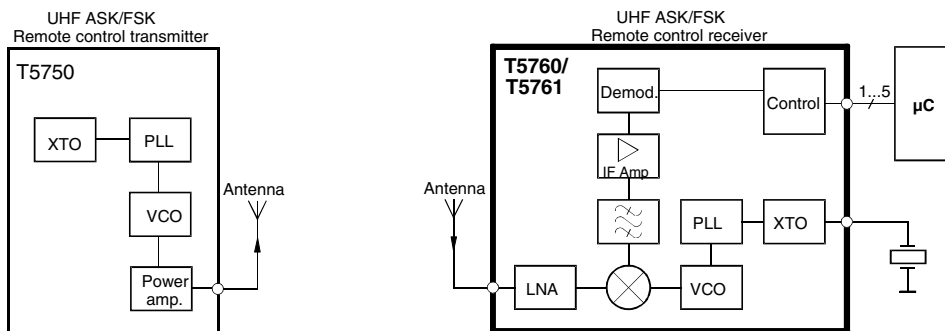 UHF ASK/FSK
Remote control transmitter
T5750
XTO
PLL
VCO
Power
amp.
Antenna
UHF ASK/FSK
Remote control receiver
T5760/
T5761
Demod.
Control
1...5
µC
IF Amp
Antenna
PLL
XTO
LNA
VCO